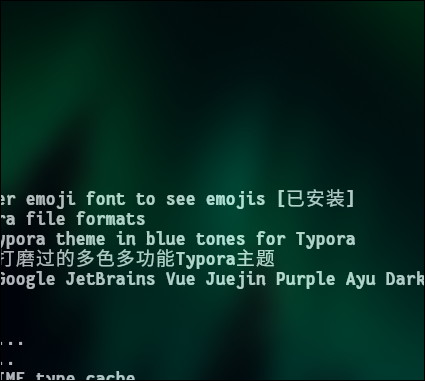 er emoji font to see emojis [已安装]
ra file formats
ypora theme in blue tones for Typora
打磨过的多色多功能Typora主题
Google JetBrains Vue Juejin Purple Ayu Dark
...
..
IME type cache